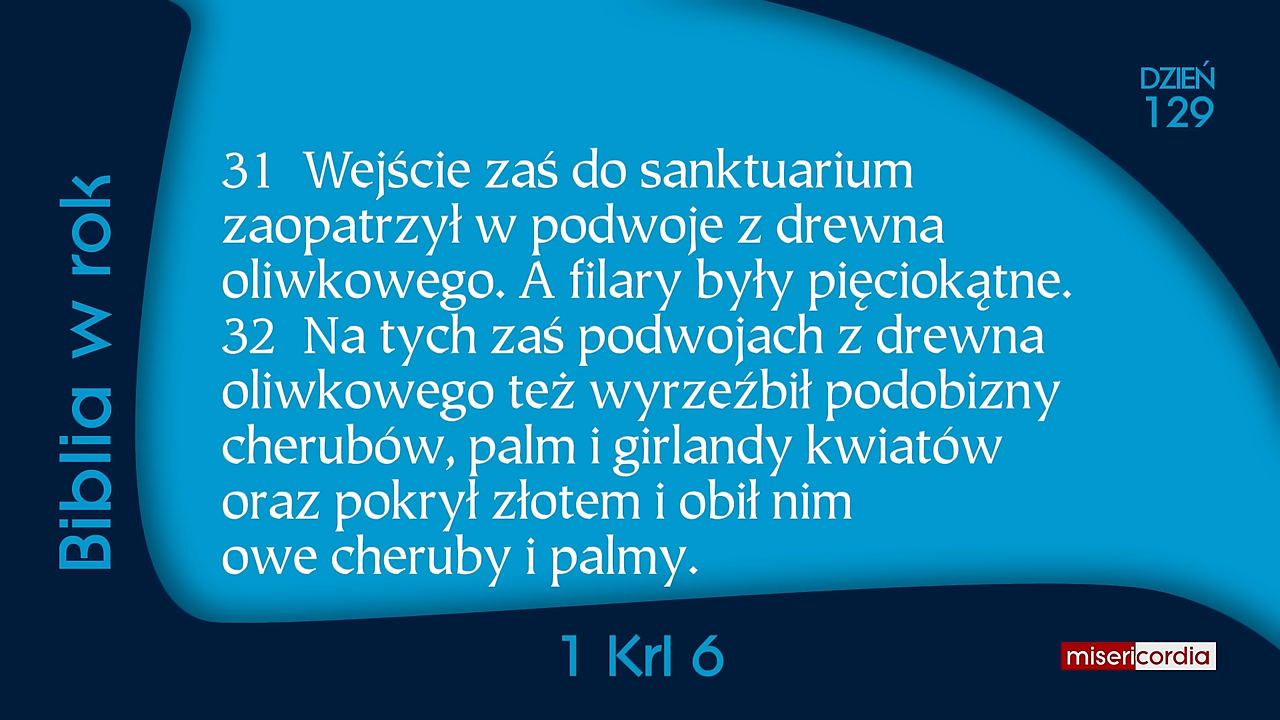 DZIEŃ
129
Biblia w rok
31 Wejście zaś do sanktuarium
zaopatrzył w podwoje z drewna
oliwkowego. A filary były pięciokątne.
32 Na tych zaś podwojach z drewna
oliwkowego też wyrzeźbił podobizny
cherubów, palm i girlandy kwiatów
oraz pokrył złotem i obił nim
owe cheruby i palmy.
1 Krl 6
misericordia